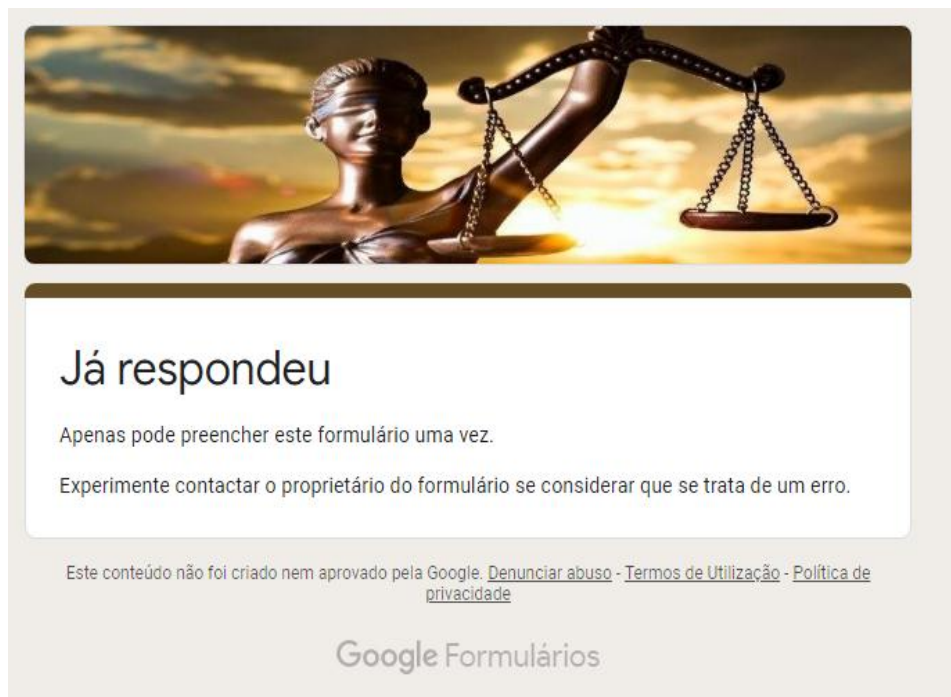 Já respondeu
Apenas pode preencher este formulário uma vez.
Experimente contactar o proprietário do formulário se considerar que se trata de um erro.
Este conteúdo não foi criado nem aprovado pela Google. Denunciar abuso - Termos de Utilização - Política de
privacidade
Google Formulários